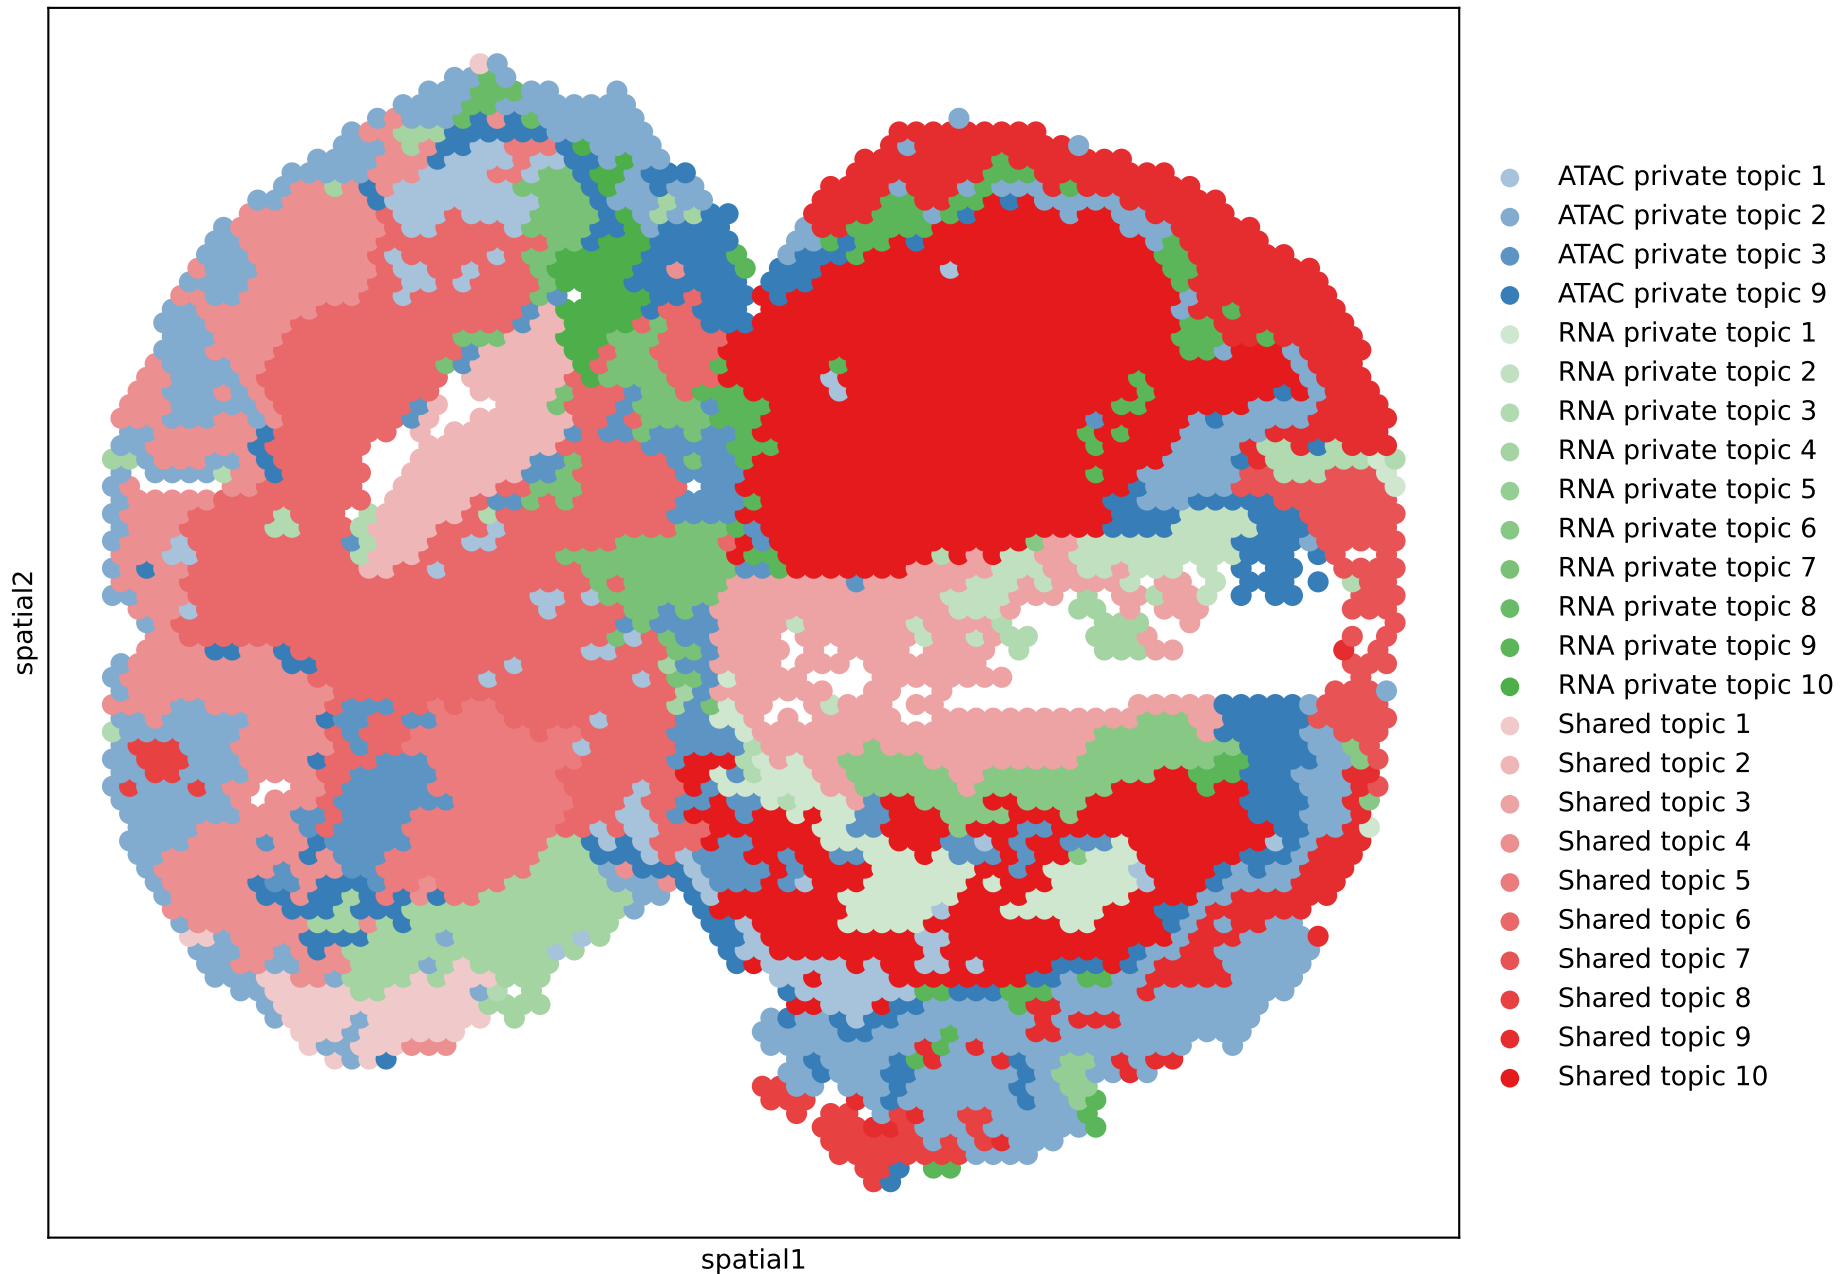 ATAC private topic 1
ATAC private topic 2
ATAC private topic 3
ATAC private topic 9
RNA private topic 1
RNA private topic 2
RNA private topic 3
RNA private topic 4
RNA private topic 5
RNA private topic 6
RNA private topic 7
RNA private topic 8
RNA private topic 9
RNA private topic 10
Shared topic 1
Shared topic 2
Shared topic 3
Shared topic 4
Shared topic 5
Shared topic 6
Shared topic 7
Shared topic 8
Shared topic 9
Shared topic 10
spatial2
spatial1